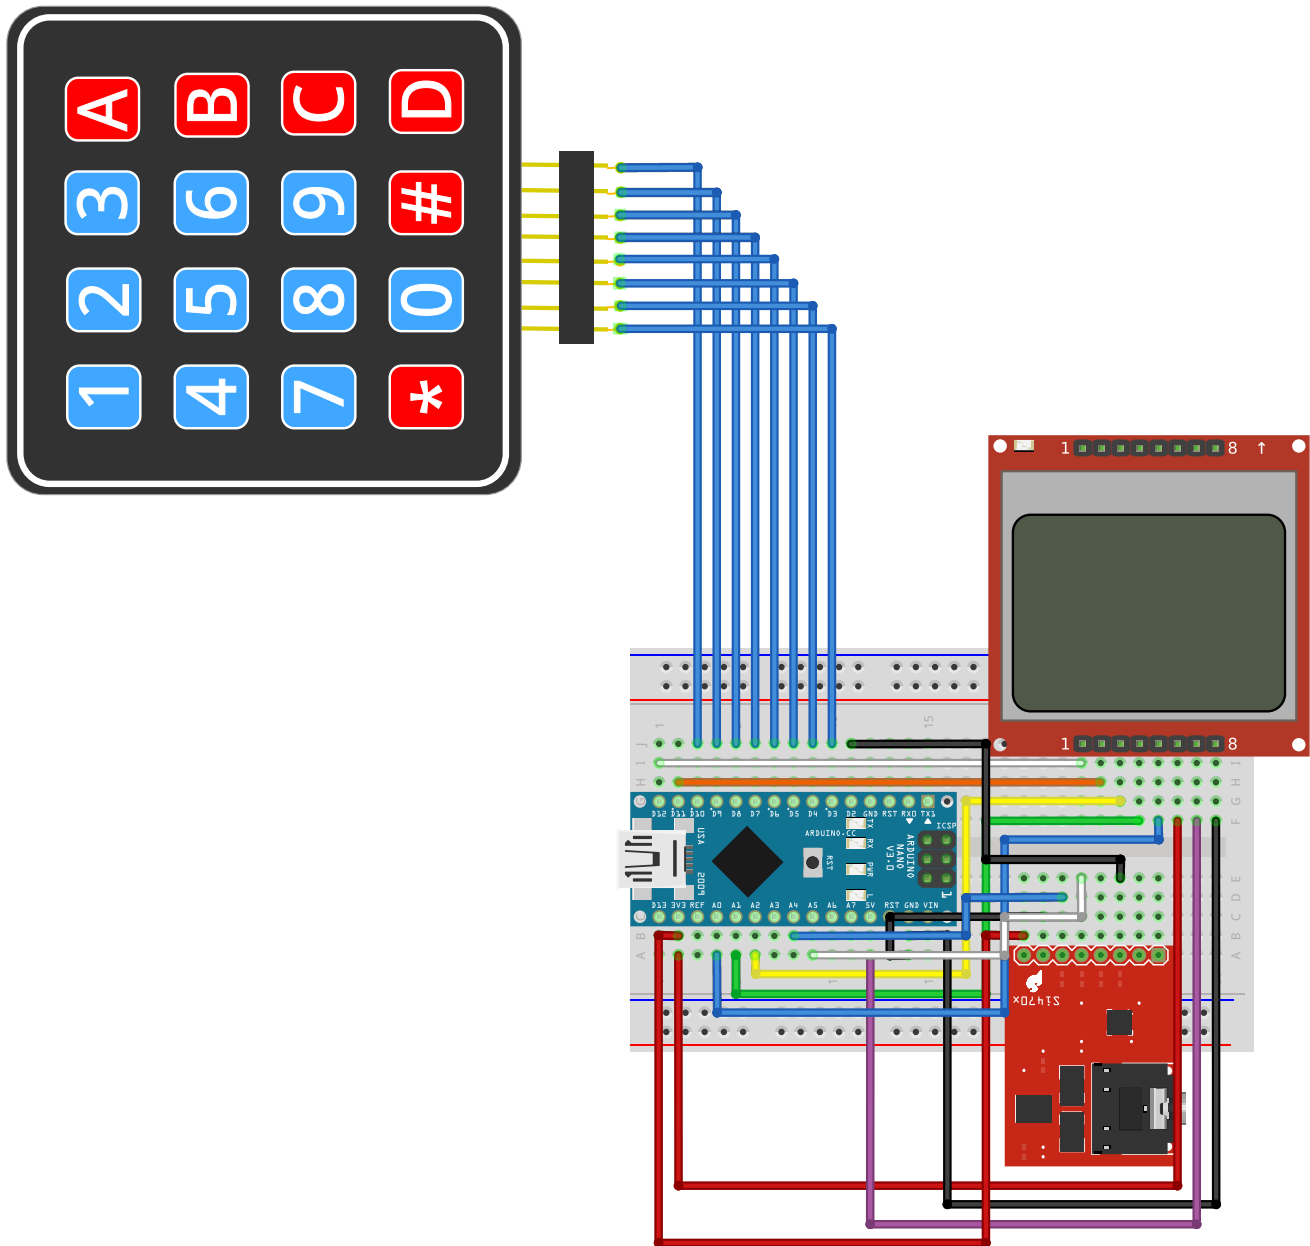 A B C D
3 6 9 #
2 5 8 0
1 4 7 *
1 8 ↑
1 8
1 15
J J
I I
H H
G G
F F
D12 D11 D10 D9 D8 D7 D6 D5 D4 D3 D2 GND RST RX0 TX1
ARDUINO.CC
TX
RX
PWR
L
RST
USA
2009
ARDUINO
NANO
V3.0
ICSP
1
D13 3V3 REF A0 A1 A2 A3 A4 A5 A6 A7 5V RST GND VIN
E
D
C
B B
A A
Si470x